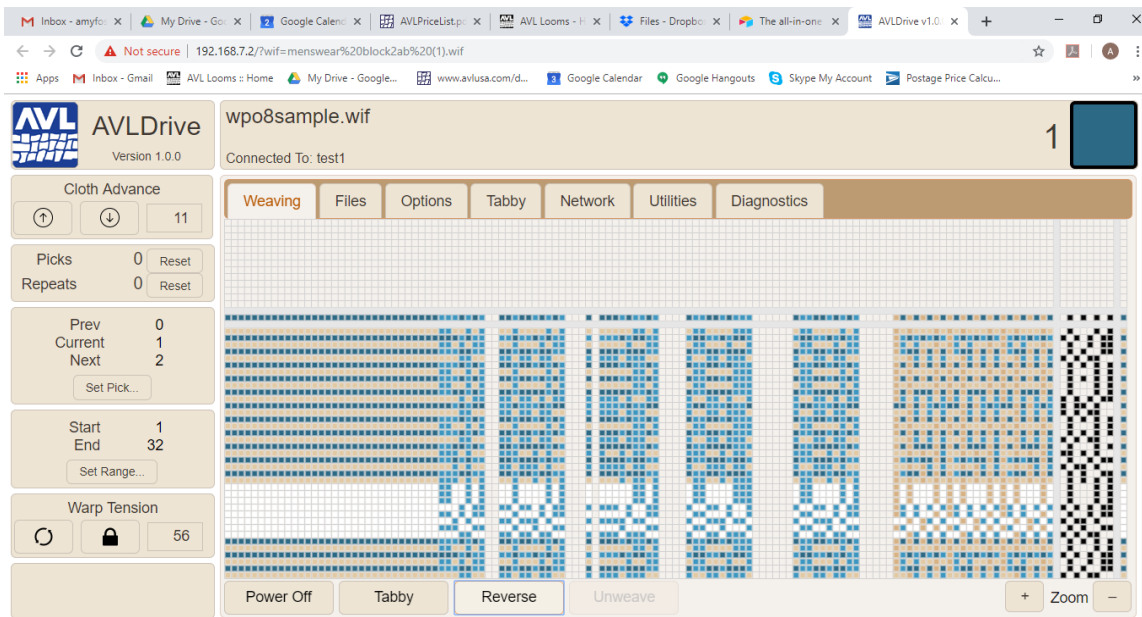 amyfo
My Drive - Go
Google Calend
AVLPriceList.pd
AVL Looms - H
Files - Dropbo
The all-in-one
AVLDrive v1.0.
Not secure | 192.168.7.2/?wif=menswear%20block2ab%20(1).wif
Apps Inbox - Gmail AVL Looms :: Home My Drive - Google... www.avlusa.com/d... Google Calendar Google Hangouts Skype My Account Postage Price Calcu... »
AVL AVLDrive
Version 1.0.0
wpo8sample.wif
Connected To: test1
1
Cloth Advance
11
Picks 0 Reset
Repeats 0 Reset
Prev 0
Current 1
Next 2
Set Pick...
Start 1
End 32
Set Range...
Warp Tension
56
Weaving Files Options Tabby Network Utilities Diagnostics
Power Off Tabby Reverse Unweave + Zoom −